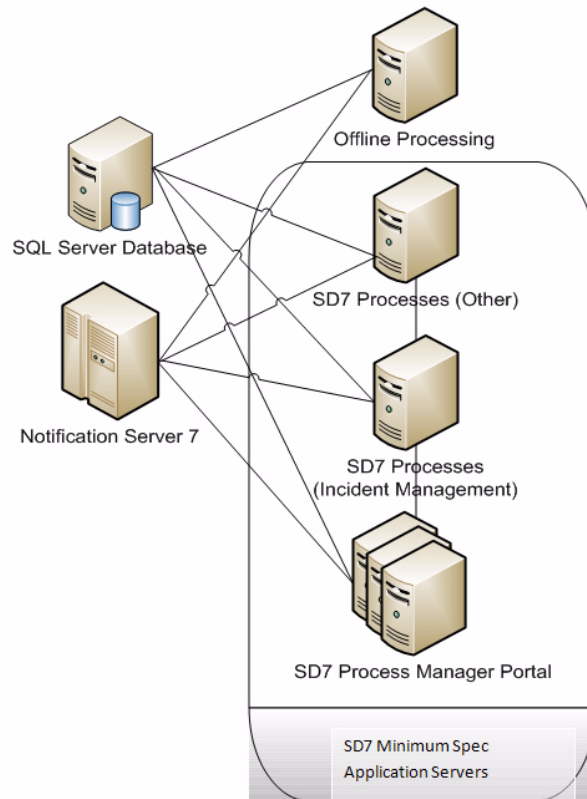 Offline Processing
SQL Server Database
SD7 Processes (Other)
Notification Server 7
SD7 Processes
(Incident Management)
SD7 Process Manager Portal
SD7 Minimum Spec
Application Servers